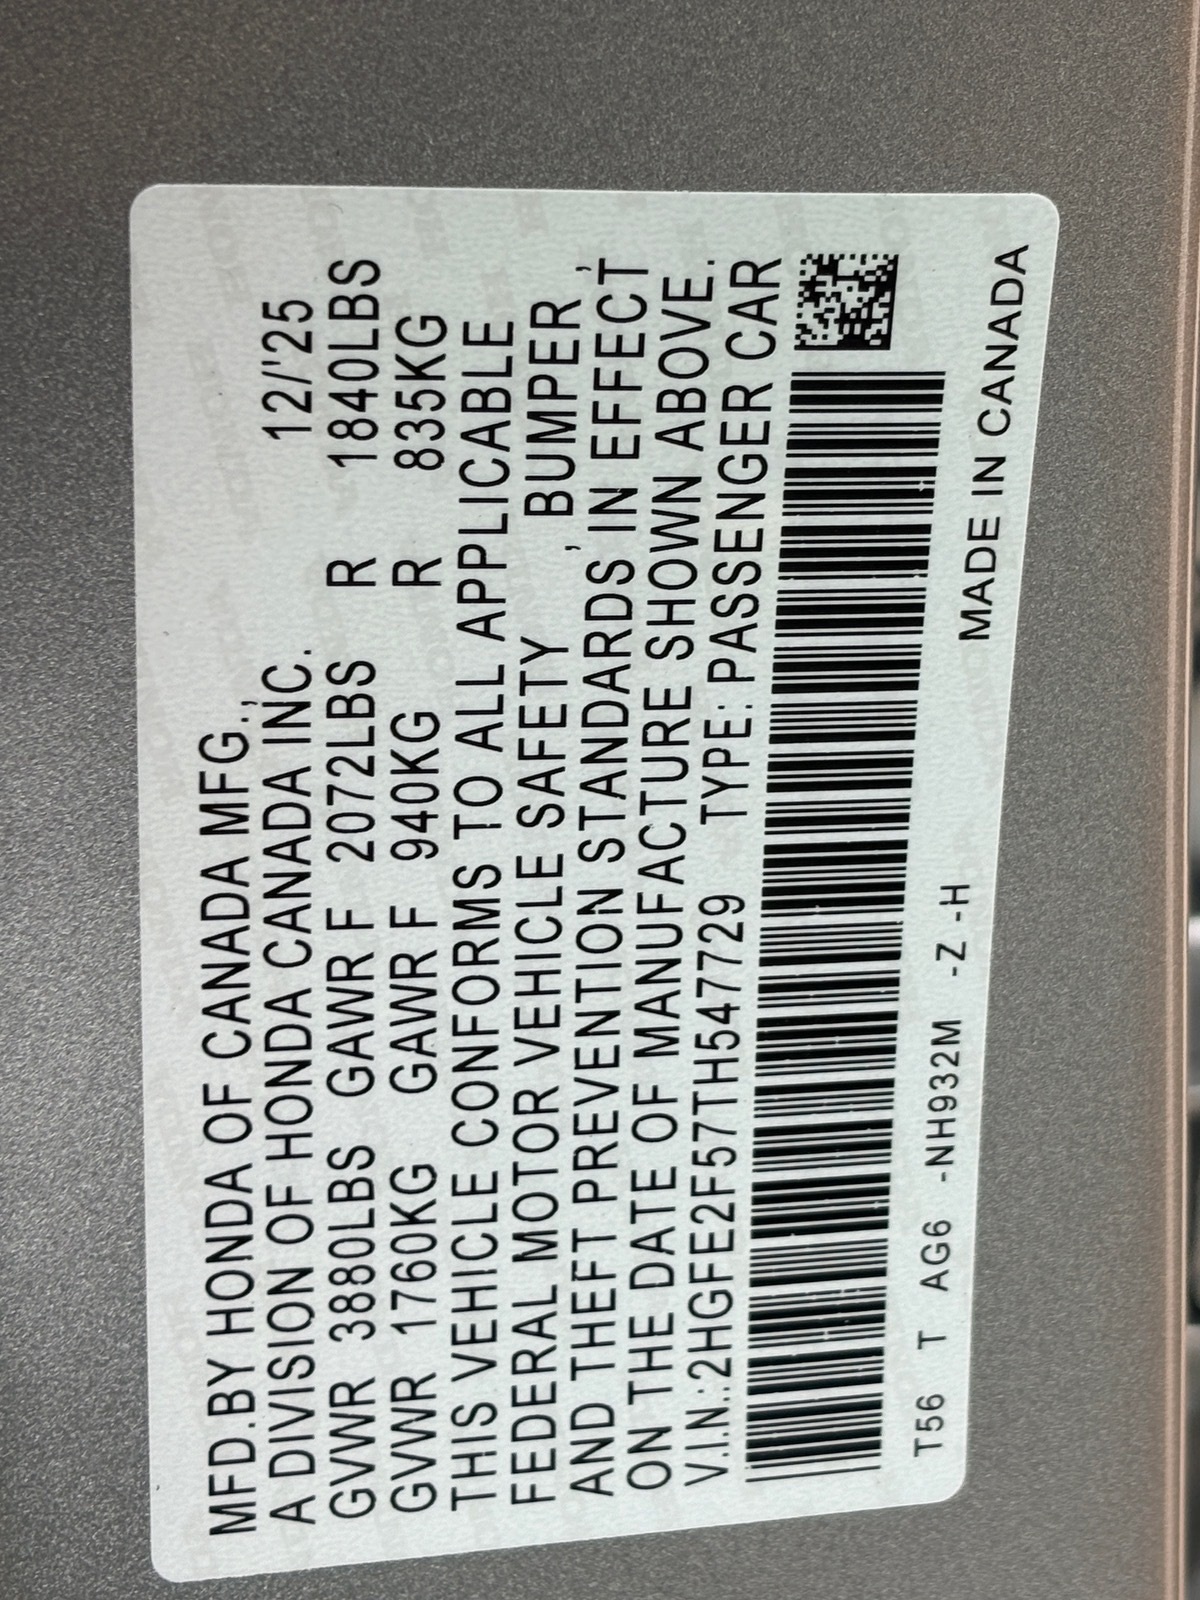 MFD.BY HONDA OF CANADA MFG.,
A DIVISION OF HONDA CANADA INC. 12/'25
GVWR 3880LBS GAWR F 2072LBS R 1840LBS
GVWR 1760KG GAWR F 940KG R 835KG
THIS VEHICLE CONFORMS TO ALL APPLICABLE
FEDERAL MOTOR VEHICLE SAFETY , BUMPER ,
AND THEFT PREVENTION STANDARDS IN EFFECT
ON THE DATE OF MANUFACTURE SHOWN ABOVE.
V.I.N.:2HGFE2F57TH547729 TYPE: PASSENGER CAR
T56 T AG6 -NH932M -Z -H
MADE IN CANADA